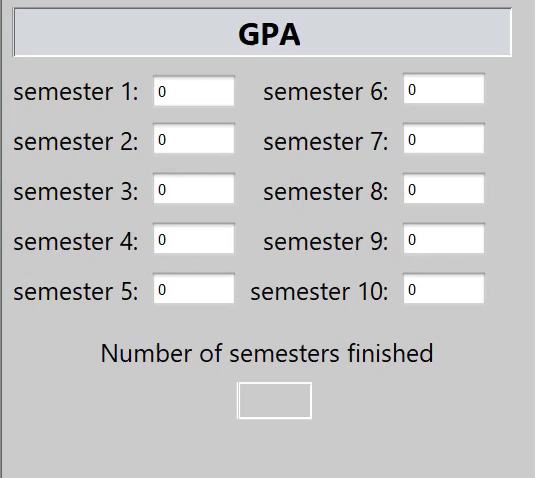 GPA
semester 1: 0 semester 6: 0
semester 2: 0 semester 7: 0
semester 3: 0 semester 8: 0
semester 4: 0 semester 9: 0
semester 5: 0 semester 10: 0
Number of semesters finished